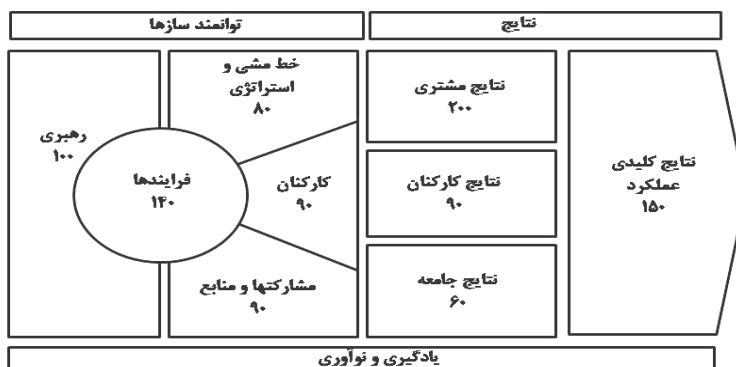 توانمند سازها
نتایج
رهبری
۱۰۰
فرایندها
۱۴۰
خط مشی و
استراتژی
۸۰
کارکنان
۹۰
مشارکتها و منابع
۹۰
نتایج مشتری
۲۰۰
نتایج کارکنان
۹۰
نتایج جامعه
۶۰
نتایج کلیدی
عملکرد
۱۵۰
یادگیری و نوآوری